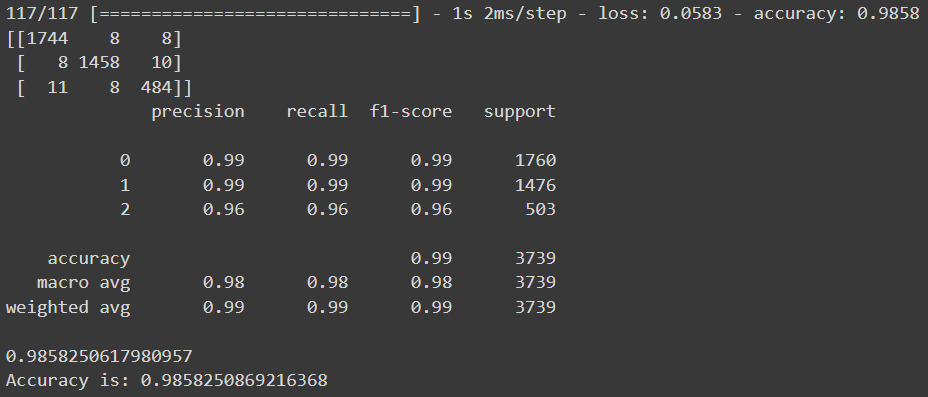 117/117 [==============================] - 1s 2ms/step - loss: 0.0583 - accuracy: 0.9858
[[1744    8    8]
 [   8 1458   10]
 [  11    8  484]]
              precision    recall  f1-score   support

           0       0.99      0.99      0.99      1760
           1       0.99      0.99      0.99      1476
           2       0.96      0.96      0.96       503

    accuracy                           0.99      3739
   macro avg       0.98      0.98      0.98      3739
weighted avg       0.99      0.99      0.99      3739

0.9858250617980957
Accuracy is: 0.9858250869216368